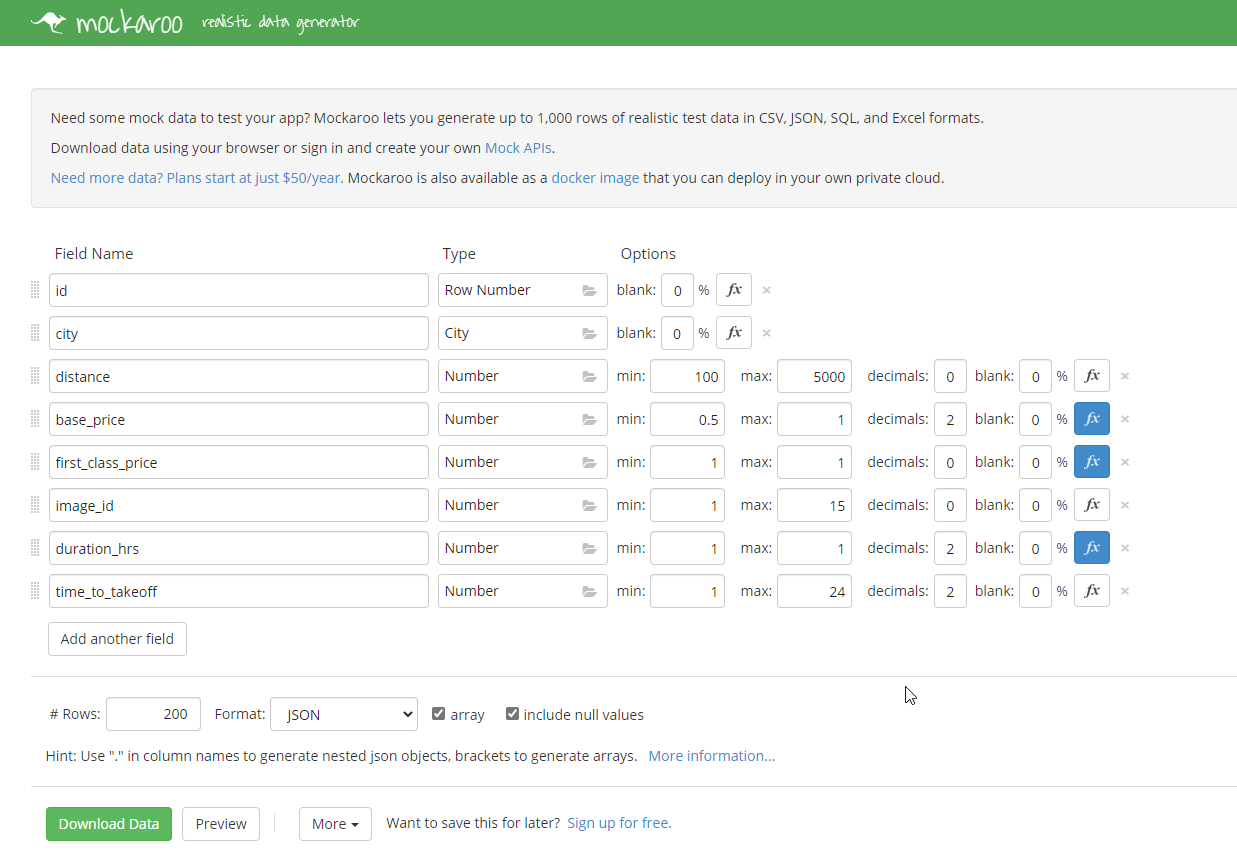 mockaroo realistic data generator
Need some mock data to test your app? Mockaroo lets you generate up to 1,000 rows of realistic test data in CSV, JSON, SQL, and Excel formats.
Download data using your browser or sign in and create your own Mock APIs.
Need more data? Plans start at just $50/year. Mockaroo is also available as a docker image that you can deploy in your own private cloud.
Field Name Type Options
id Row Number blank: 0 % fx ×
city City blank: 0 % fx ×
distance Number min: 100 max: 5000 decimals: 0 blank: 0 % fx ×
base_price Number min: 0.5 max: 1 decimals: 2 blank: 0 % fx ×
first_class_price Number min: 1 max: 1 decimals: 0 blank: 0 % fx ×
image_id Number min: 1 max: 15 decimals: 0 blank: 0 % fx ×
duration_hrs Number min: 1 max: 1 decimals: 2 blank: 0 % fx ×
time_to_takeoff Number min: 1 max: 24 decimals: 2 blank: 0 % fx ×
Add another field
# Rows: 200 Format: JSON array include null values
Hint: Use "." in column names to generate nested json objects, brackets to generate arrays. More information...
Download Data Preview More Want to save this for later? Sign up for free.